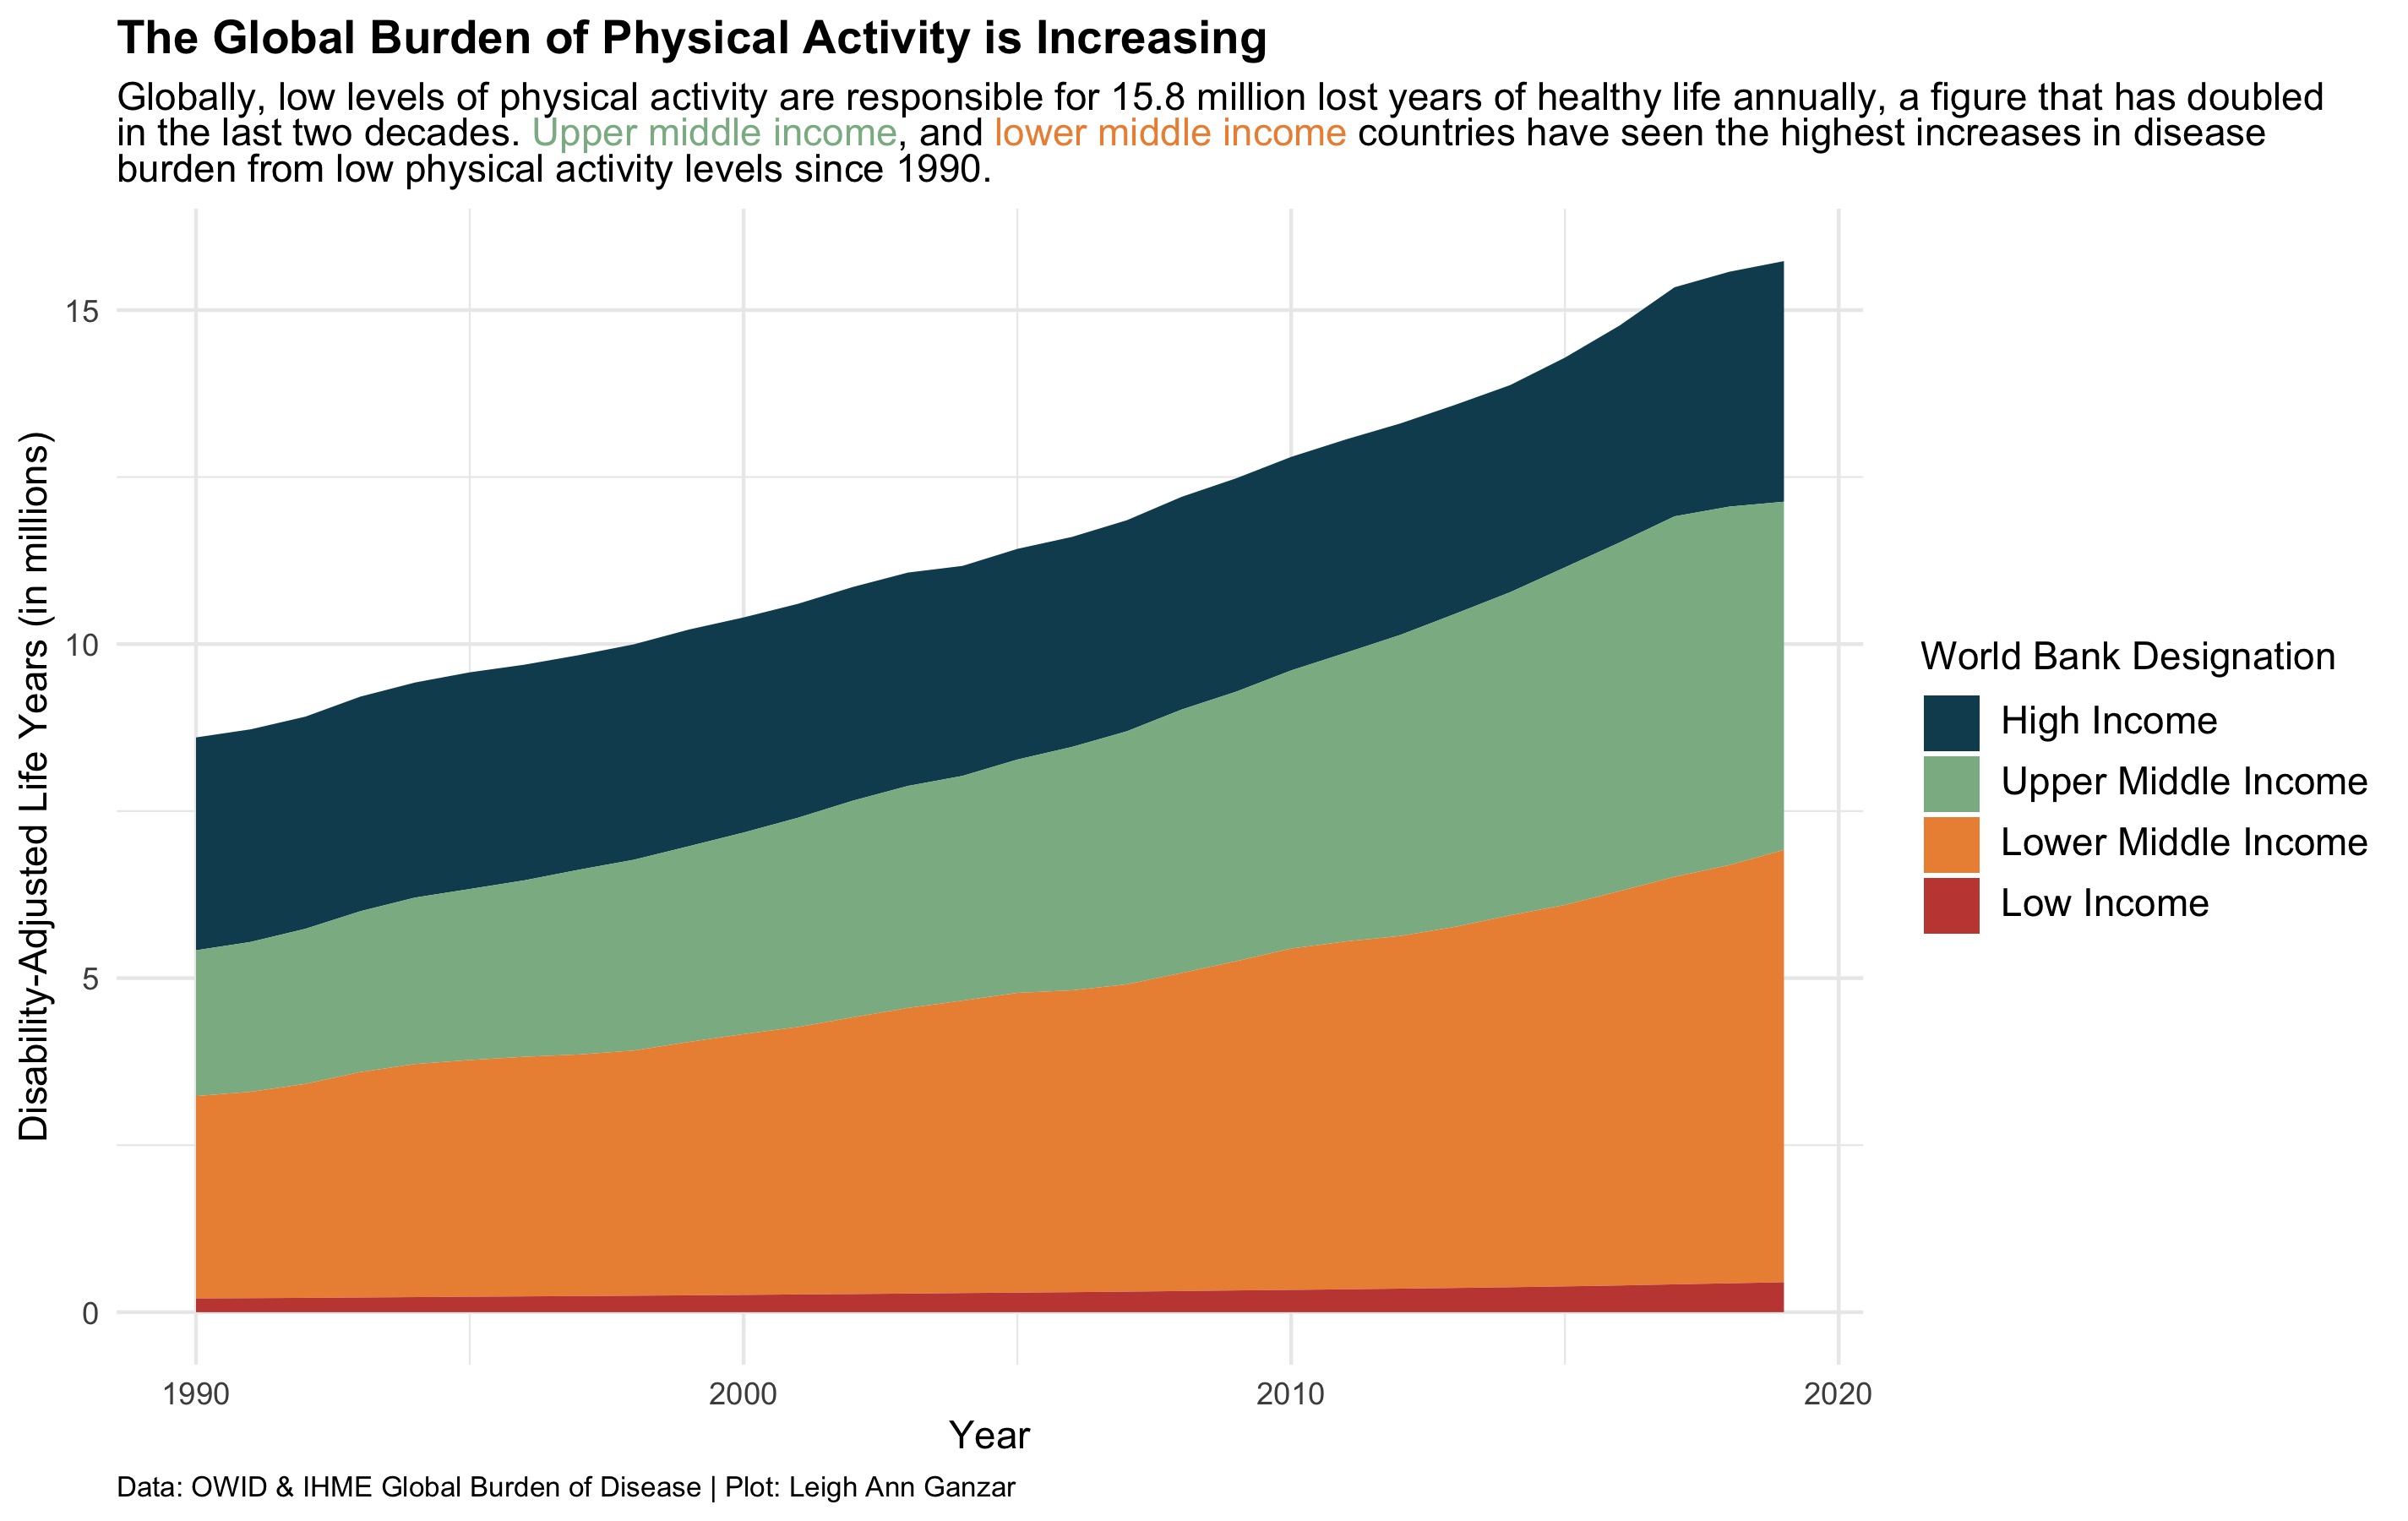 The Global Burden of Physical Activity is Increasing
Globally, low levels of physical activity are responsible for 15.8 million lost years of healthy life annually, a figure that has doubled
in the last two decades. Upper middle income, and lower middle income countries have seen the highest increases in disease
burden from low physical activity levels since 1990.
Disability-Adjusted Life Years (in millions)
15
10
5
0
1990
2000
2010
2020
Year
World Bank Designation
High Income
Upper Middle Income
Lower Middle Income
Low Income
Data: OWID & IHME Global Burden of Disease | Plot: Leigh Ann Ganzar